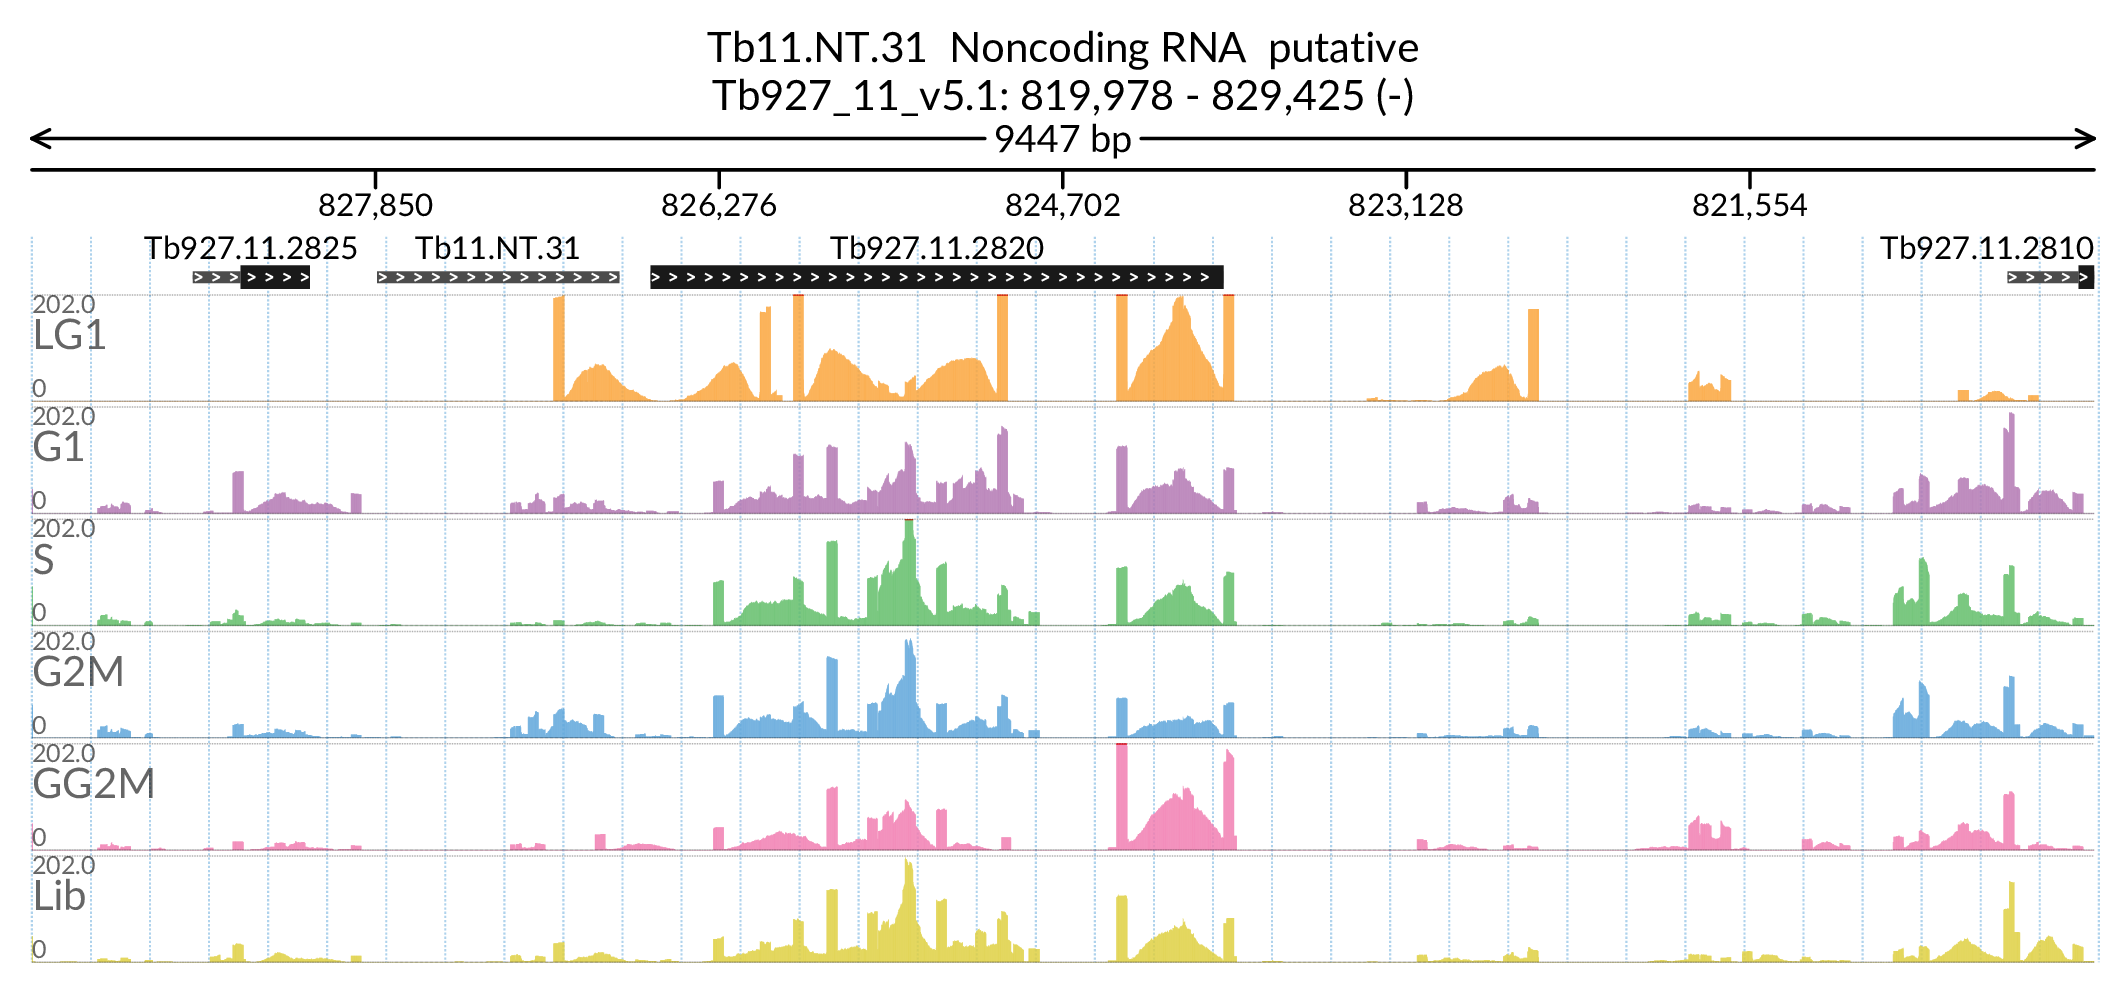 Tb11.NT.31 Noncoding RNA putative
Tb927_11_v5.1: 819,978 - 829,425 (-)
9447 bp
827,850 826,276 824,702 823,128 821,554
Tb927.11.2825 Tb11.NT.31 Tb927.11.2820 Tb927.11.2810
202.0
LG1
0
202.0
G1
0
202.0
S
0
202.0
G2M
0
202.0
GG2M
0
202.0
Lib
0